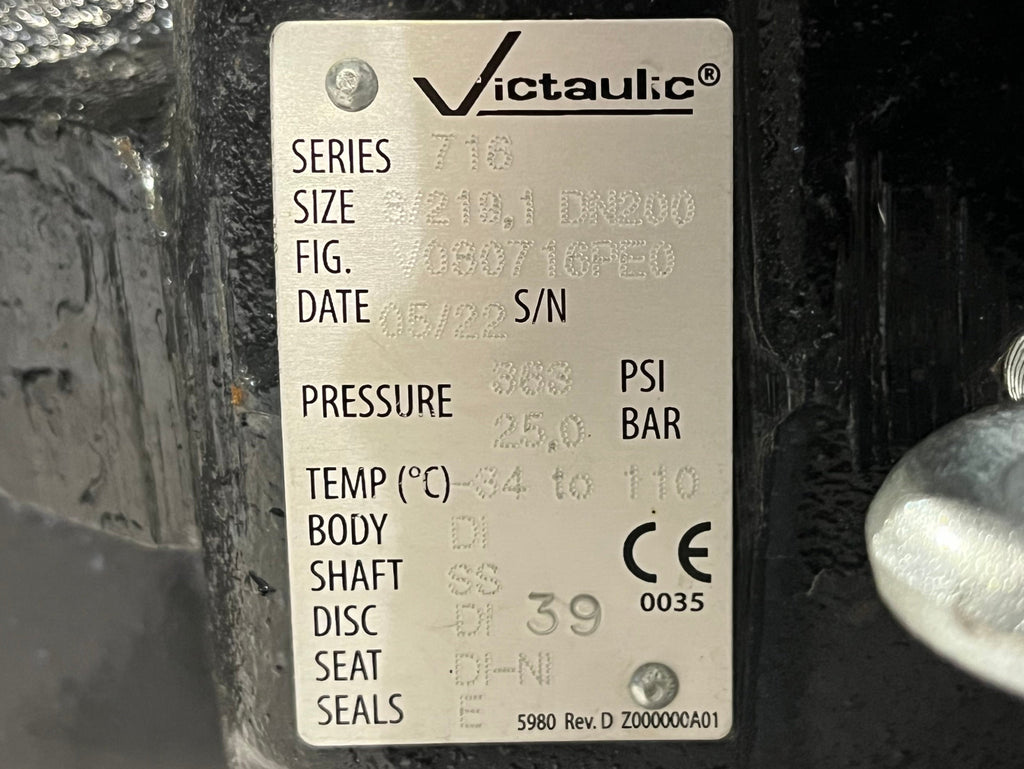 Victaulic®
SERIES 716
SIZE 8/219,1 DN200
FIG. V080716PE0
DATE 05/22 S/N
PRESSURE 363 PSI
25,0 BAR
TEMP (°C) -34 to 110
BODY DI
SHAFT SS
CE
0035
DISC DI 39
SEAT DI-NI
SEALS E
5980 Rev. D Z000000A01